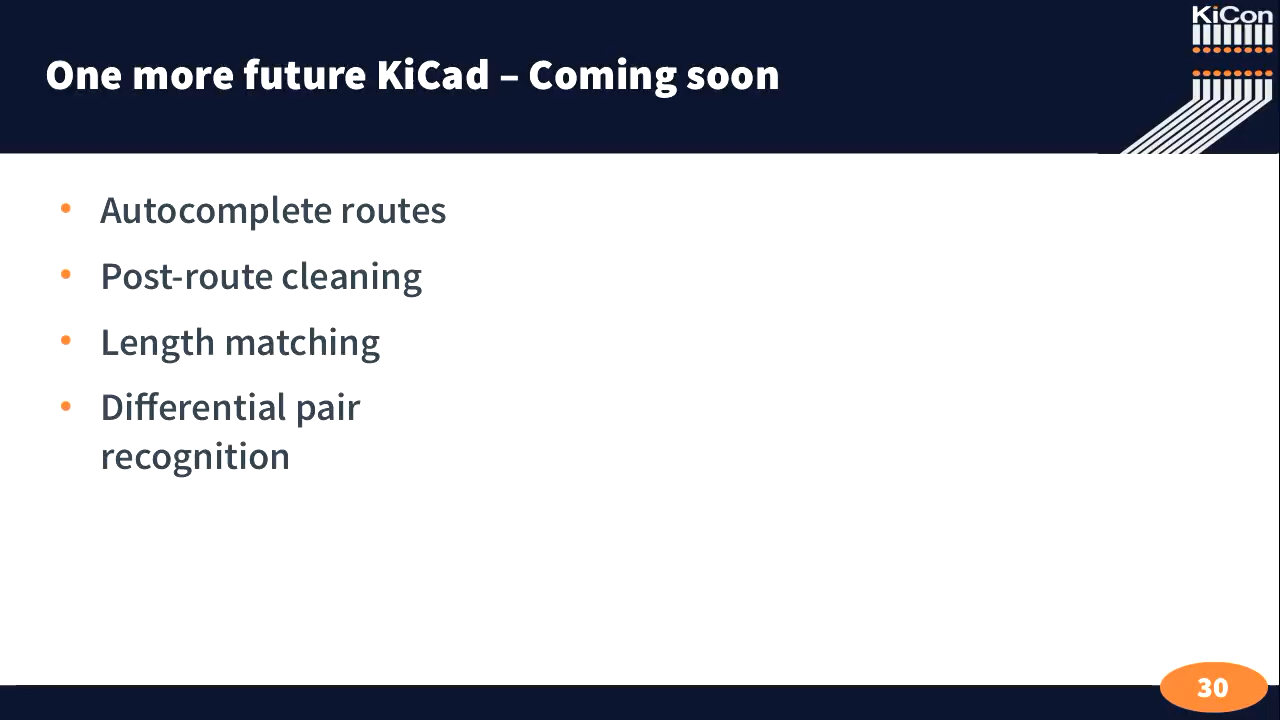 KiCon
One more future KiCad – Coming soon
• Autocomplete routes
• Post-route cleaning
• Length matching
• Differential pair
recognition
30